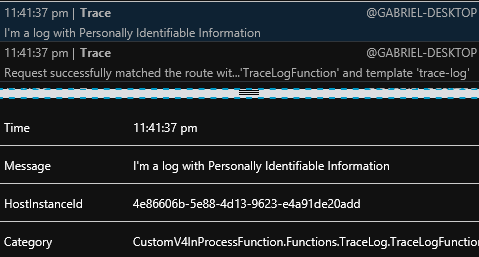 11:41:37 pm | Trace @GABRIEL-DESKTOP
I'm a log with Personally Identifiable Information
11:41:37 pm | Trace @GABRIEL-DESKTOP
Request successfully matched the route wit...'TraceLogFunction' and template 'trace-log'
Time 11:41:37 pm
Message I'm a log with Personally Identifiable Information
HostInstanceId 4e86606b-5e88-4d13-9623-e4a91de20add
Category CustomV4InProcessFunction.Functions.TraceLog.TraceLogFunction